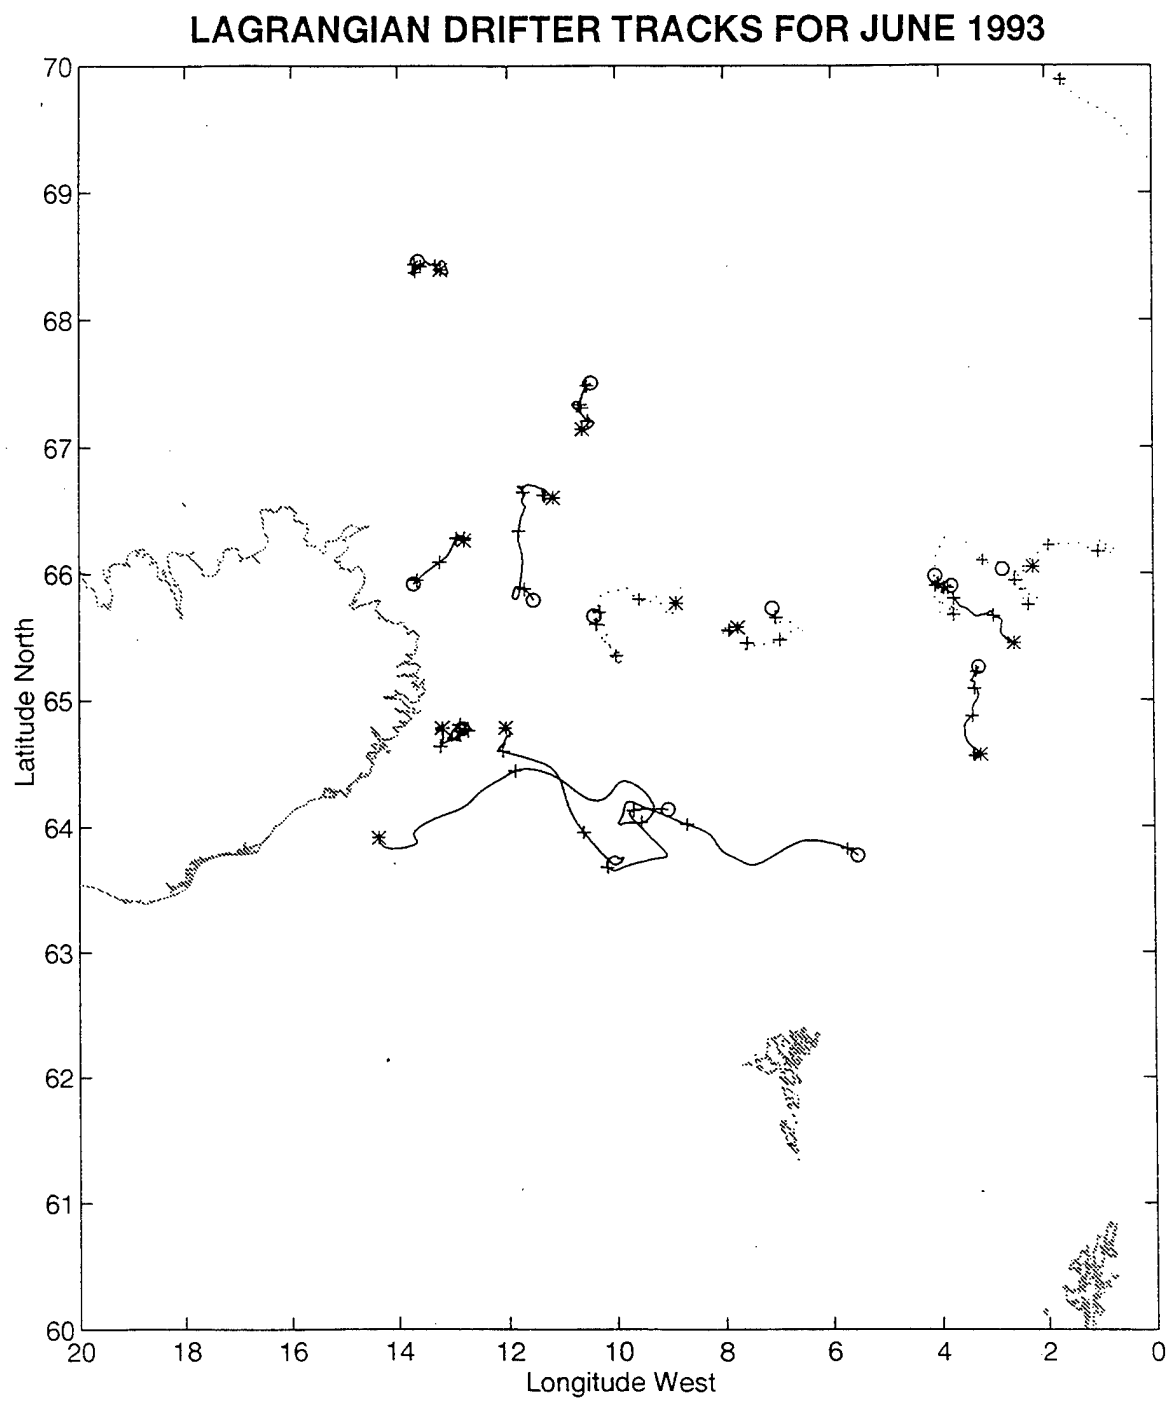 LAGRANGIAN DRIFTER TRACKS FOR JUNE 1993
70
69
68
67
66
65
64
63
62
61
60
Latitude North
20 18 16 14 12 10 8 6 4 2 0
Longitude West